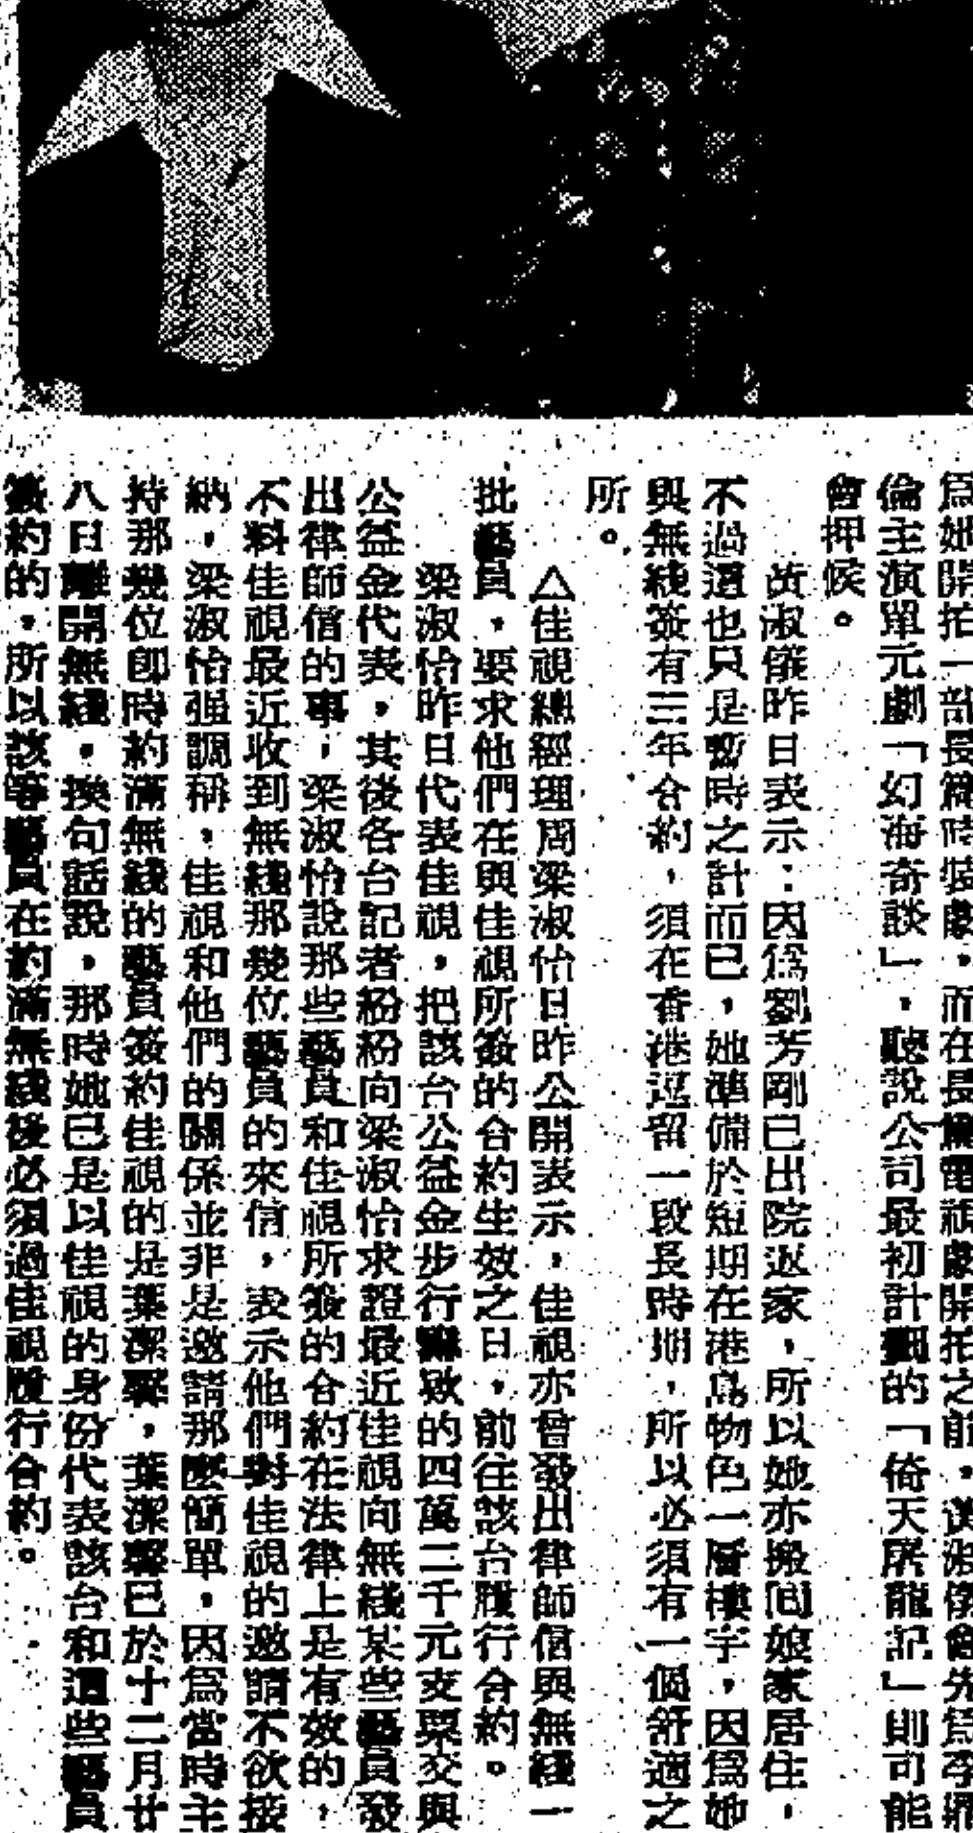 爲她開拍一部長篇時裝劇，而在長篇電視劇開拍之前，黃淑儀會先爲李
倫主演單元劇「幻海奇談」，聽說公司最初計劃的「倚天屠龍記」則可能
會押候。
黃淑儀昨日表示：因爲劉芳剛已出院返家，所以她亦搬回娘家居住，
不過這也只是暫時之計而已，她準備於短期在港島物色一層樓宇，因爲她
與無綫簽有三年合約，須在香港逗留一段長時期，所以必須有一個舒適之
所。
△佳視總經理周梁淑怡日昨公開表示，佳視亦曾發出律師信與無綫一
批藝員，要求他們在與佳視所簽的合約生效之日，前往該台履行合約。
梁淑怡昨日代表佳視，把該台公益金步行籌欵的四萬二千元支票交與
公益金代表，其後各台記者紛紛向梁淑怡求證最近佳視向無綫某些藝員發
出律師信的事，梁淑怡說那些藝員和佳視所簽的合約在法律上是有效的，
不料佳視最近收到無綫那幾位藝員的來信，表示他們對佳視的邀請不欲接
納，梁淑怡强調稱，佳視和他們的關係並非是邀請那麼簡單，因爲當時主
持那幾位卽時約滿無綫的藝員簽約佳視的是葉潔馨，葉潔馨已於十二月廿
八日離開無綫，換句話說，那時她已是以佳視的身份代表該台和這些藝員
簽約的，所以該等藝員在約滿無綫後必須過佳視履行合約。